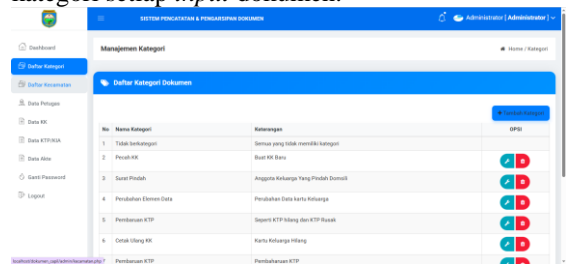 kategori setiap input dokumen.
SISTEM PENCATATAN & PENGARSIPAN DOKUMEN
Administrator [ Administrator ]
Dashboard
Manajemen Kategori
Home / Kategori
Daftar Kategori
Daftar Kecamatan
Daftar Kategori Dokumen
Data Petugas
Data KK
Data KTP/KIA
Data Akta
Ganti Password
Logout
+ Tambah Kategori
No Nama Kategori Keterangan OPSI
1 Tidak berkategori Semua yang tidak memiliki kategori
2 Pecah KK Buat KK Baru
3 Surat Pindah Anggota Keluarga Yang Pindah Domisili
4 Perubahan Elemen Data Perubahan Data kartu Keluarga
5 Pembaruan KTP Seperti KTP hilang dan KTP Rusak
6 Cetak Ulang KK Kartu Keluarga Hilang
7 Pembaruan KTP Pembaharuan KTP